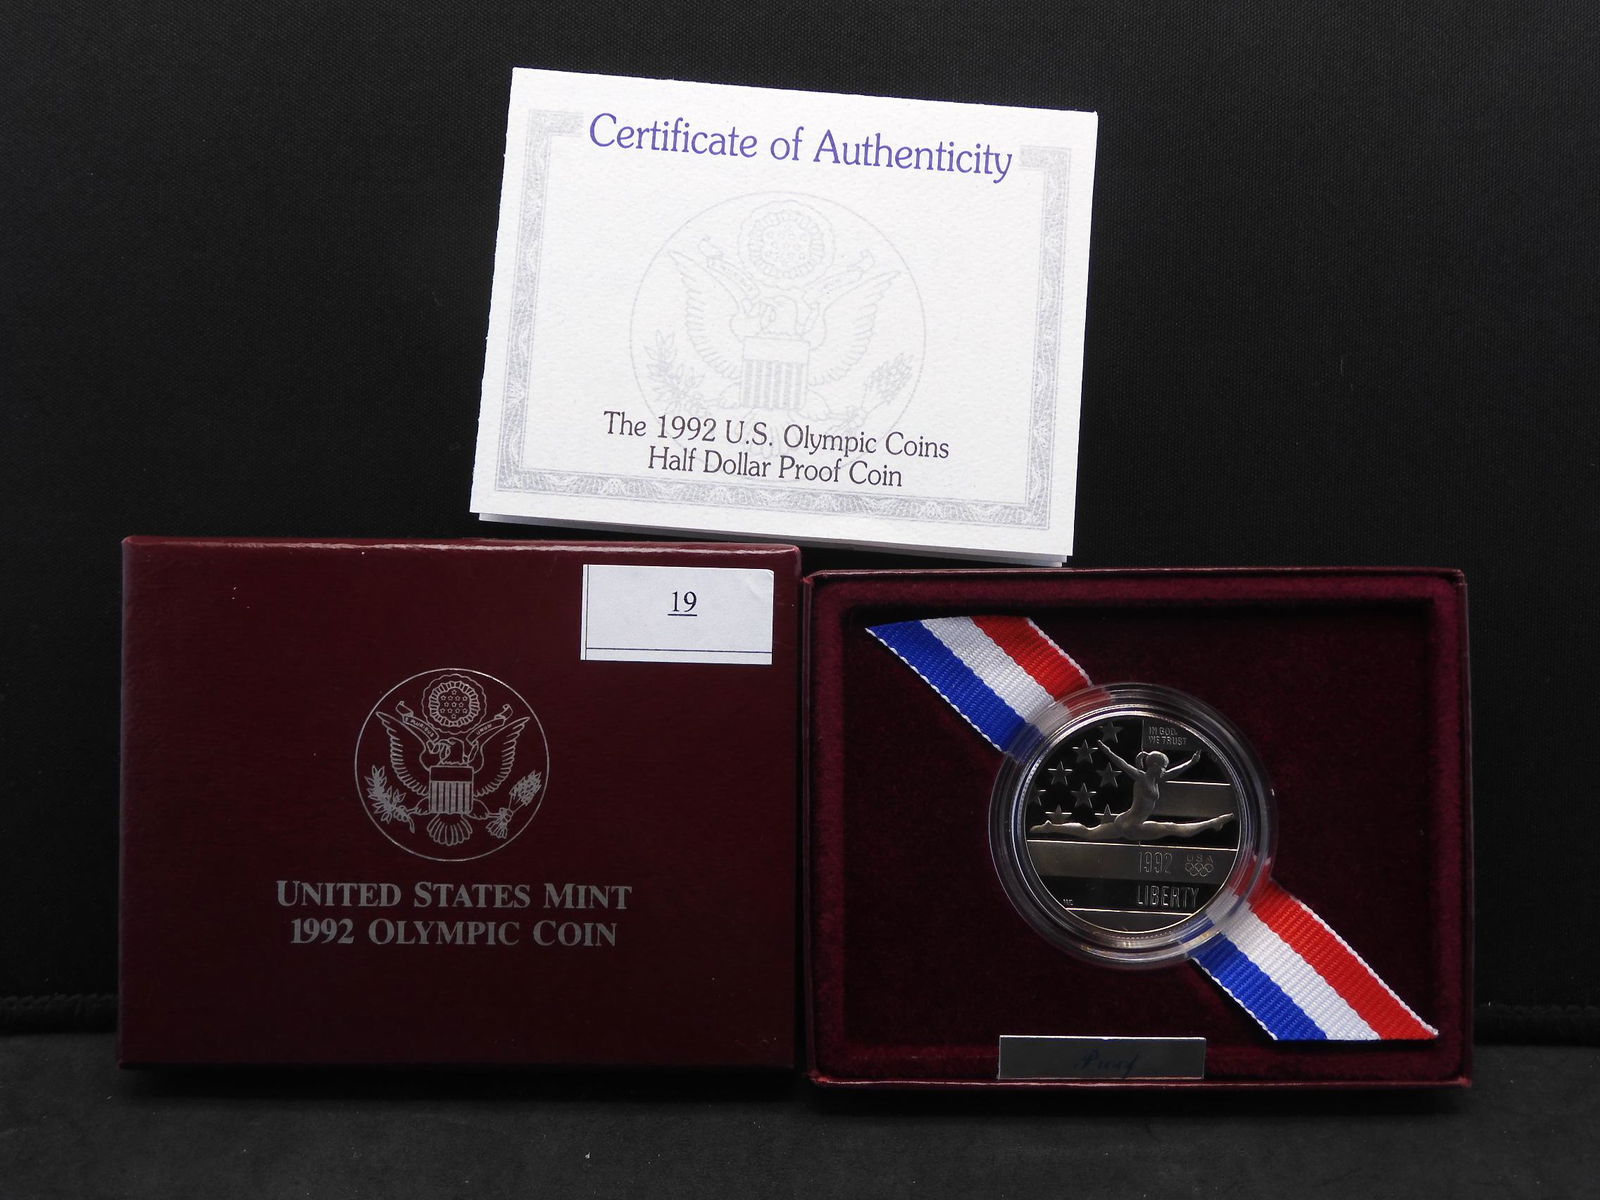 Certificate of Authenticity
The 1992 U.S. Olympic Coins
Half Dollar Proof Coin
19
UNITED STATES MINT
1992 OLYMPIC COIN
IN GOD
WE TRUST
1992
USA
LIBERTY
Proof